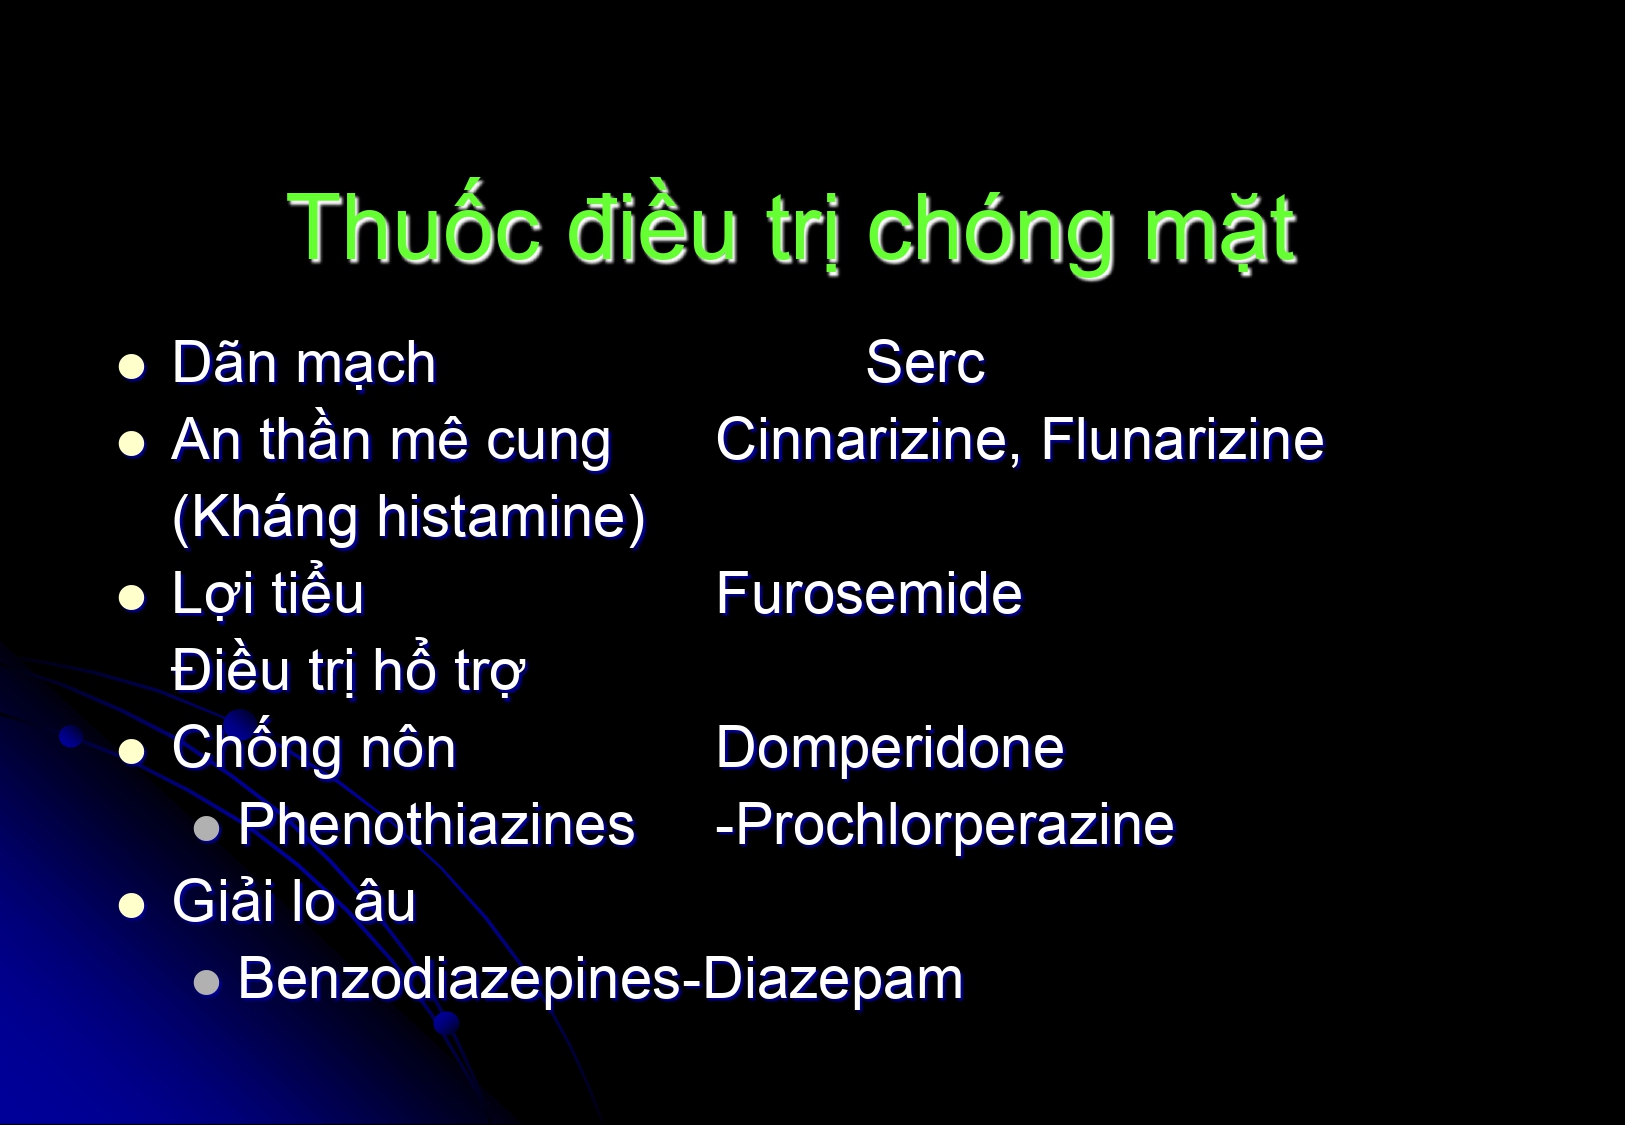 Thuốc điều trị chóng mặt
Dãn mạch Serc
An thần mê cung Cinnarizine, Flunarizine
(Kháng histamine)
Lợi tiểu Furosemide
Điều trị hổ trợ
Chống nôn Domperidone
Phenothiazines -Prochlorperazine
Giải lo âu
Benzodiazepines-Diazepam